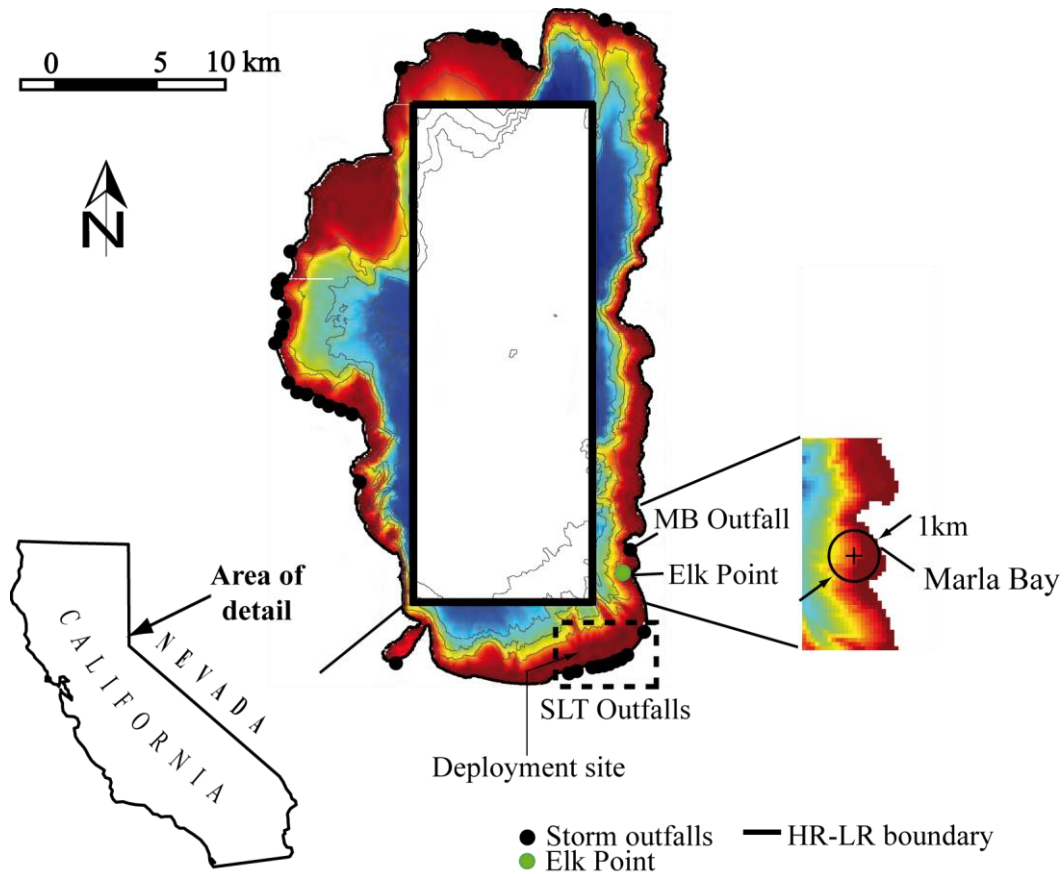 0 5 10 km
N
MB Outfall
Elk Point
1km
Marla Bay
Area of
detail
CALIFORNIA
NEVADA
SLT Outfalls
Deployment site
Storm outfalls
HR-LR boundary
Elk Point